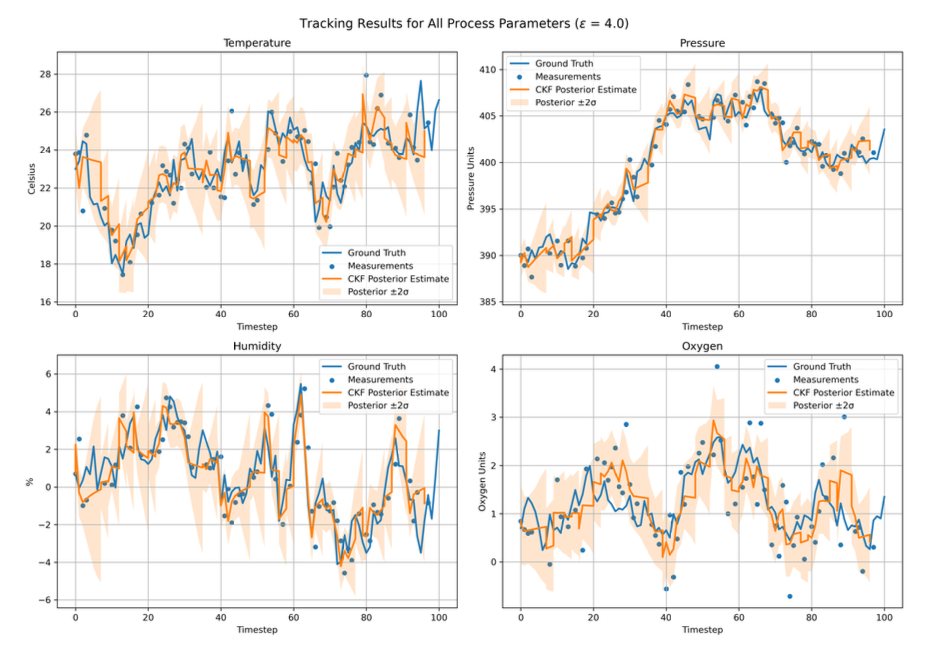 Tracking Results for All Process Parameters (ε = 4.0)
Temperature
28
26
24
22
20
18
16
Celsius
0 20 40 60 80 100
Timestep
Ground Truth
Measurements
CKF Posterior Estimate
Posterior ±2σ
Pressure
410
405
400
395
390
385
Pressure Units
0 20 40 60 80 100
Timestep
Ground Truth
Measurements
CKF Posterior Estimate
Posterior ±2σ
Humidity
6
4
2
0
−2
−4
−6
%
0 20 40 60 80 100
Timestep
Ground Truth
Measurements
CKF Posterior Estimate
Posterior ±2σ
Oxygen
4
3
2
1
0
Oxygen Units
0 20 40 60 80 100
Timestep
Ground Truth
Measurements
CKF Posterior Estimate
Posterior ±2σ